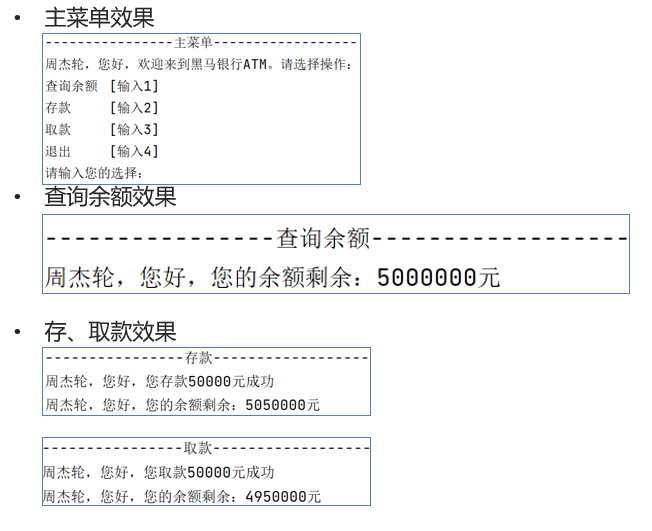 • 主菜单效果
----------------主菜单------------------
周杰轮，您好，欢迎来到黑马银行ATM。请选择操作：
查询余额 [输入1]
存款 [输入2]
取款 [输入3]
退出 [输入4]
请输入您的选择：
• 查询余额效果
----------------查询余额------------------
周杰轮，您好，您的余额剩余：5000000元
• 存、取款效果
----------------存款------------------
周杰轮，您好，您存款50000元成功
周杰轮，您好，您的余额剩余：5050000元
----------------取款------------------
周杰轮，您好，您取款50000元成功
周杰轮，您好，您的余额剩余：4950000元